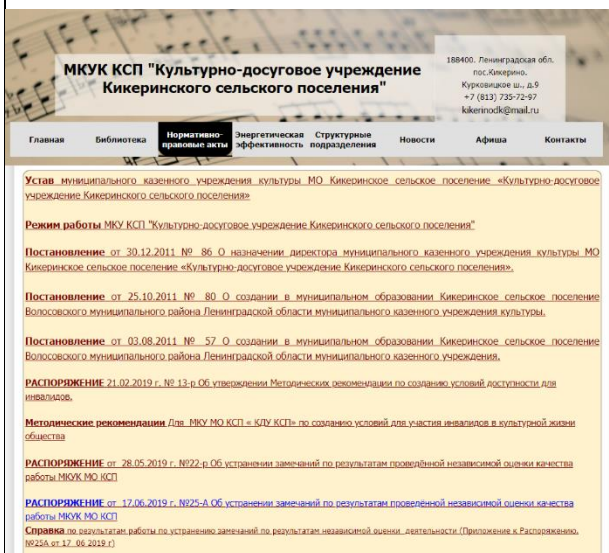 МКУК КСП "Культурно-досуговое учреждение
Кикеринского сельского поселения"
188400. Ленинградская обл.
пос.Кикерино.
Курковицкое ш., д.9
+7 (813) 735-72-97
kikerinodk@mail.ru
Главная
Библиотека
Нормативно-
правовые акты
Энергетическая
эффективность
Структурные
подразделения
Новости
Афиша
Контакты
Устав муниципального казенного учреждения культуры МО Кикеринское сельское поселение «Культурно-досуговое
учреждение Кикеринского сельского поселения»
Режим работы МКУ КСП "Культурно-досуговое учреждение Кикеринского сельского поселения"
Постановление от 30.12.2011 № 86 О назначении директора муниципального казенного учреждения культуры МО
Кикеринское сельское поселение «Культурно-досуговое учреждение Кикеринского сельского поселения».
Постановление от 25.10.2011 № 80 О создании в муниципальном образовании Кикеринское сельское поселение
Волосовского муниципального района Ленинградской области муниципального казенного учреждения культуры.
Постановление от 03.08.2011 № 57 О создании в муниципальном образовании Кикеринское сельское поселение
Волосовского муниципального района Ленинградской области муниципального казенного учреждения.
РАСПОРЯЖЕНИЕ 21.02.2019 г. № 13-р Об утверждении Методических рекомендации по созданию условий доступности для
инвалидов.
Методические рекомендации Для МКУ МО КСП « КДУ КСП» по созданию условий для участия инвалидов в культурной жизни
общества
РАСПОРЯЖЕНИЕ от 28.05.2019 г. №22-р Об устранении замечаний по результатам проведённой независимой оценки качества
работы МКУК МО КСП
РАСПОРЯЖЕНИЕ от 17.06.2019 г. №25-А Об устранении замечаний по результатам проведённой независимой оценки качества
работы МКУК МО КСП
Справка по результатам работы по устранению замечаний по результатам независимой оценки деятельности (Приложение к Распоряжению.
№25А от 17 06 2019 г)